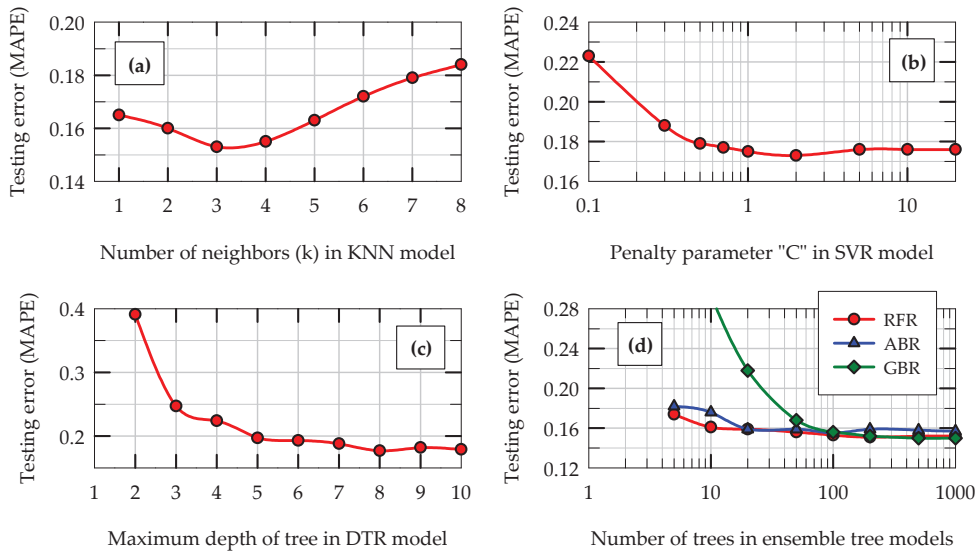 Testing error (MAPE)
0.20
0.18
0.16
0.14
(a)
1 2 3 4 5 6 7 8
Number of neighbors (k) in KNN model
Testing error (MAPE)
0.24
0.22
0.20
0.18
0.16
(b)
0.1 1 10
Penalty parameter "C" in SVR model
Testing error (MAPE)
0.4
0.3
0.2
(c)
1 2 3 4 5 6 7 8 9 10
Maximum depth of tree in DTR model
Testing error (MAPE)
0.28
0.24
0.20
0.16
0.12
(d)
RFR
ABR
GBR
1 10 100 1000
Number of trees in ensemble tree models